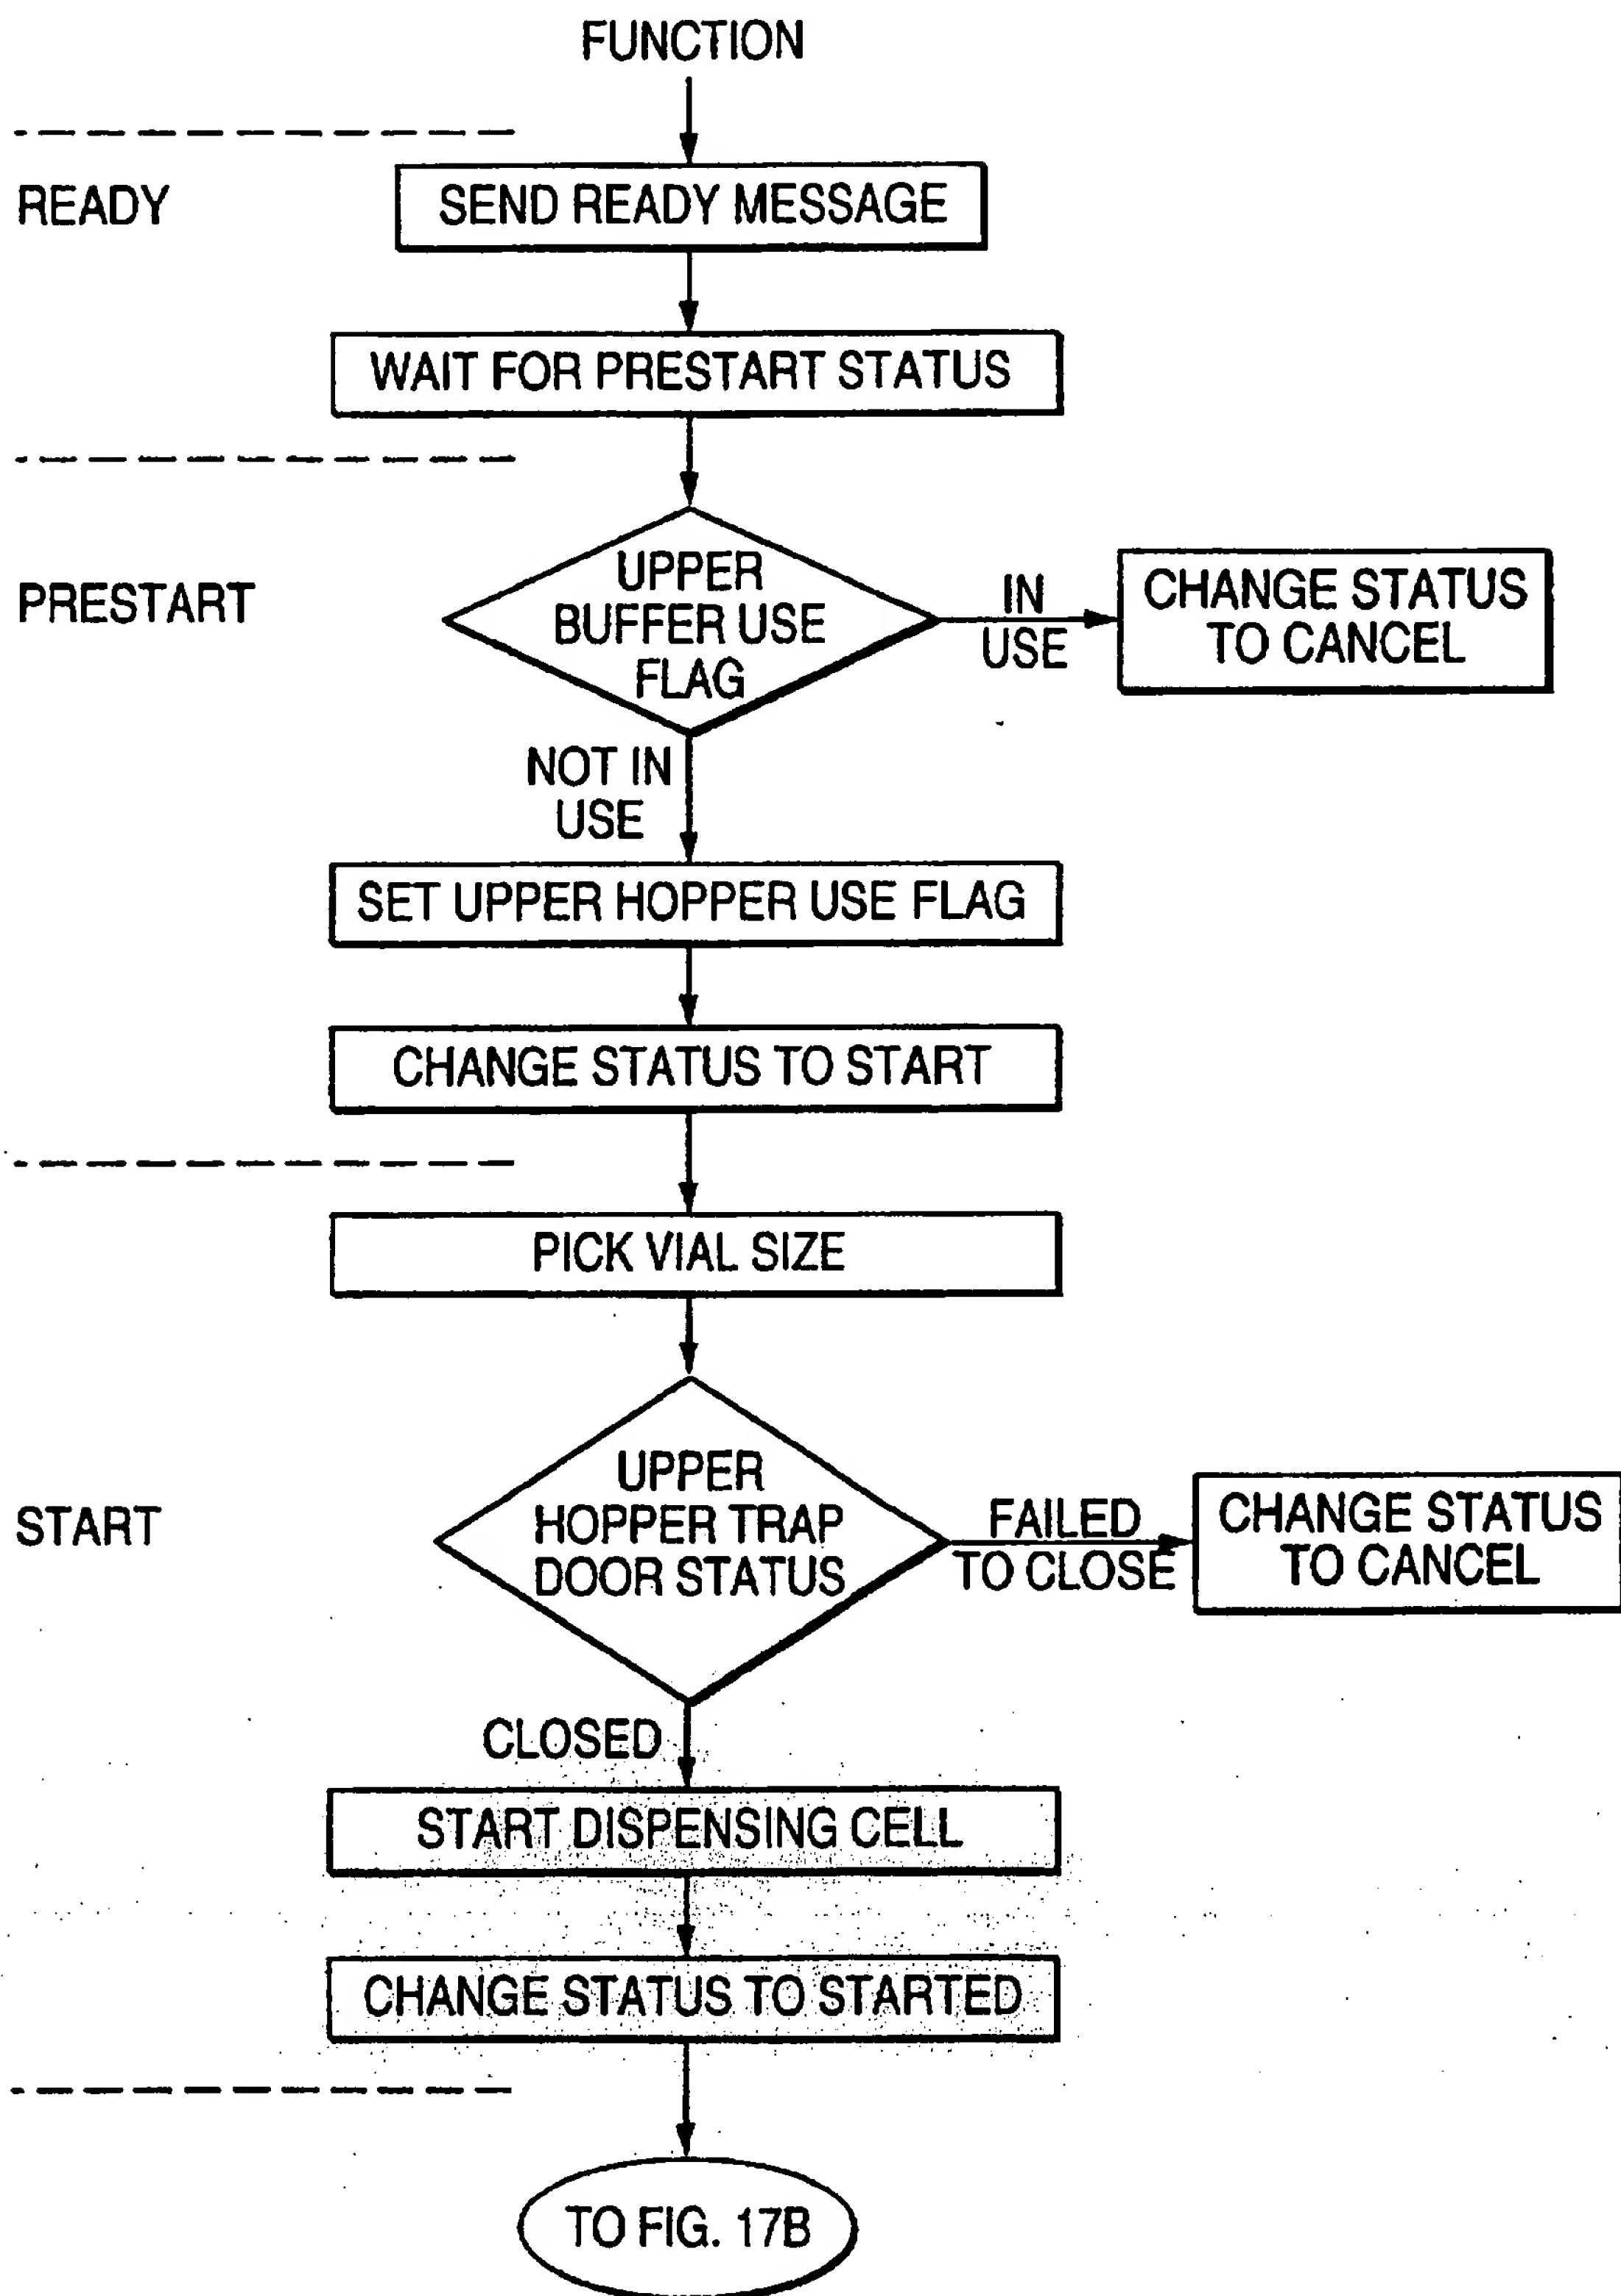 FUNCTION
READY
SEND READY MESSAGE
WAIT FOR PRESTART STATUS
PRESTART
UPPER
BUFFER USE
FLAG
IN
USE
CHANGE STATUS
TO CANCEL
NOT IN
USE
SET UPPER HOPPER USE FLAG
CHANGE STATUS TO START
PICK VIAL SIZE
START
UPPER
HOPPER TRAP
DOOR STATUS
FAILED
TO CLOSE
CHANGE STATUS
TO CANCEL
CLOSED
START DISPENSING CELL
CHANGE STATUS TO STARTED
TO FIG. 17B